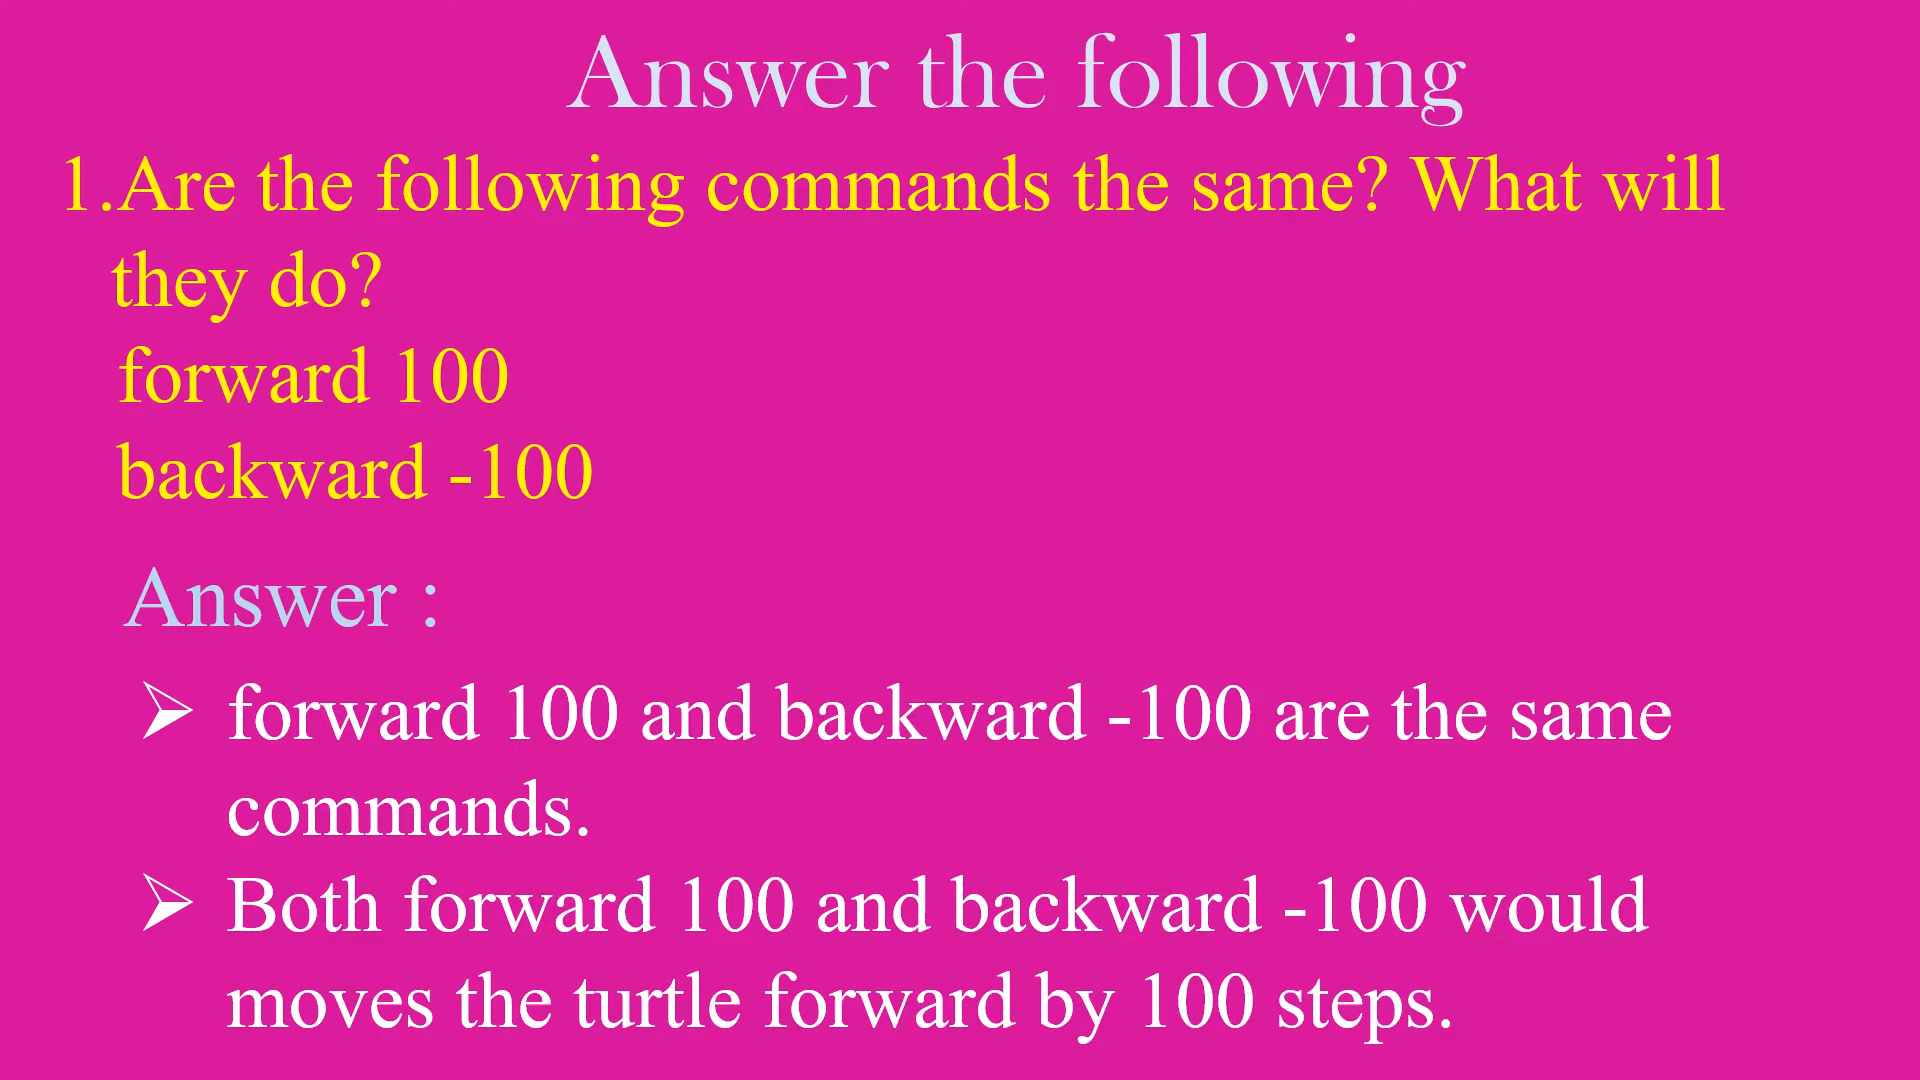 Answer the following
1.Are the following commands the same? What will
they do?
forward 100
backward -100
Answer :
➢ forward 100 and backward -100 are the same
commands.
➢ Both forward 100 and backward -100 would
moves the turtle forward by 100 steps.